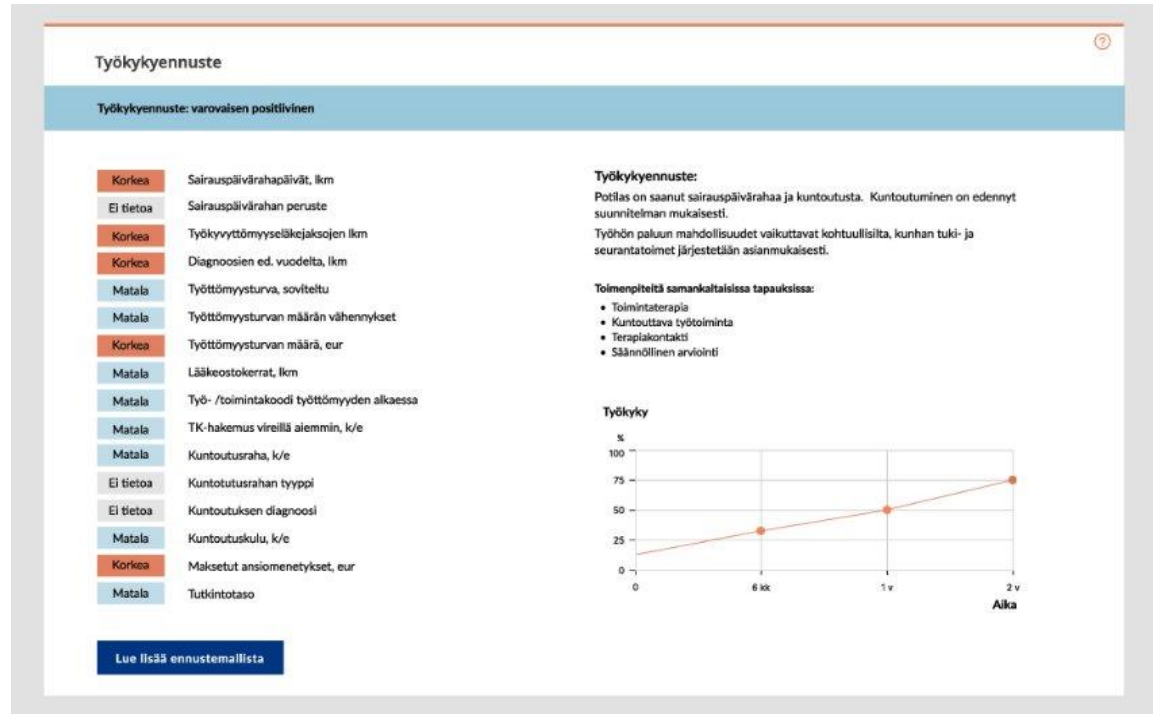 Työkykyennuste
?
Työkykyennuste: varovaisen positiivinen
Korkea Sairauspäivärahapäivät, lkm
Ei tietoa Sairauspäivärahan peruste
Korkea Työkyvyttömyyseläkejaksojen lkm
Korkea Diagnoosien ed. vuodelta, lkm
Matala Työttömyysturva, soviteltu
Matala Työttömyysturvan määrän vähennykset
Korkea Työttömyysturvan määrä, eur
Matala Lääkeostokerrat, lkm
Matala Työ- /toimintakoodi työttömyyden alkaessa
Matala TK-hakemus vireillä aiemmin, k/e
Matala Kuntoutusraha, k/e
Ei tietoa Kuntotutusrahan tyyppi
Ei tietoa Kuntoutuksen diagnoosi
Matala Kuntoutuskulu, k/e
Korkea Maksetut ansiomenetykset, eur
Matala Tutkintotaso
Lue lisää ennustemallista
Työkykyennuste:
Potilas on saanut sairauspäivärahaa ja kuntoutusta. Kuntoutuminen on edennyt
suunnitelman mukaisesti.
Työhön paluun mahdollisuudet vaikuttavat kohtuullisilta, kunhan tuki- ja
seurantatoimet järjestetään asianmukaisesti.
Toimenpiteitä samankaltaisissa tapauksissa:
• Toimintaterapia
• Kuntouttava työtoiminta
• Terapiakontakti
• Säännöllinen arviointi
Työkyky
%
100
75
50
25
0
0 6 kk 1 v 2 v
Aika